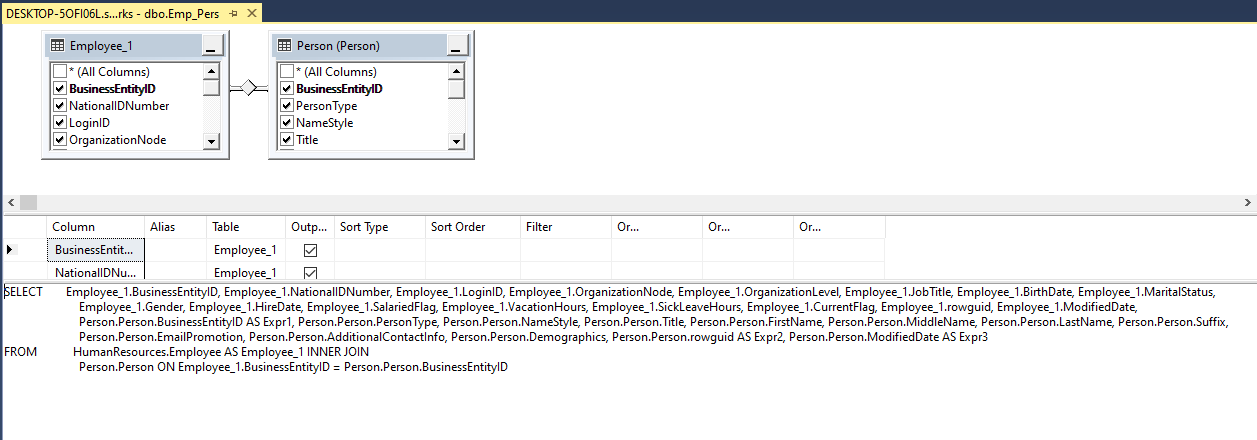 DESKTOP-5OFI06L.s...rks - dbo.Emp_Pers
Employee_1
* (All Columns)
BusinessEntityID
NationalIDNumber
LoginID
OrganizationNode
Person (Person)
* (All Columns)
BusinessEntityID
PersonType
NameStyle
Title
Column Alias Table Outp... Sort Type Sort Order Filter Or... Or... Or...
BusinessEntit... Employee_1
NationalIDNu... Employee_1
SELECT Employee_1.BusinessEntityID, Employee_1.NationalIDNumber, Employee_1.LoginID, Employee_1.OrganizationNode, Employee_1.OrganizationLevel, Employee_1.JobTitle, Employee_1.BirthDate, Employee_1.MaritalStatus,
Employee_1.Gender, Employee_1.HireDate, Employee_1.SalariedFlag, Employee_1.VacationHours, Employee_1.SickLeaveHours, Employee_1.CurrentFlag, Employee_1.rowguid, Employee_1.ModifiedDate,
Person.Person.BusinessEntityID AS Expr1, Person.Person.PersonType, Person.Person.NameStyle, Person.Person.Title, Person.Person.FirstName, Person.Person.MiddleName, Person.Person.LastName, Person.Person.Suffix,
Person.Person.EmailPromotion, Person.Person.AdditionalContactInfo, Person.Person.Demographics, Person.Person.rowguid AS Expr2, Person.Person.ModifiedDate AS Expr3
FROM HumanResources.Employee AS Employee_1 INNER JOIN
Person.Person ON Employee_1.BusinessEntityID = Person.Person.BusinessEntityID